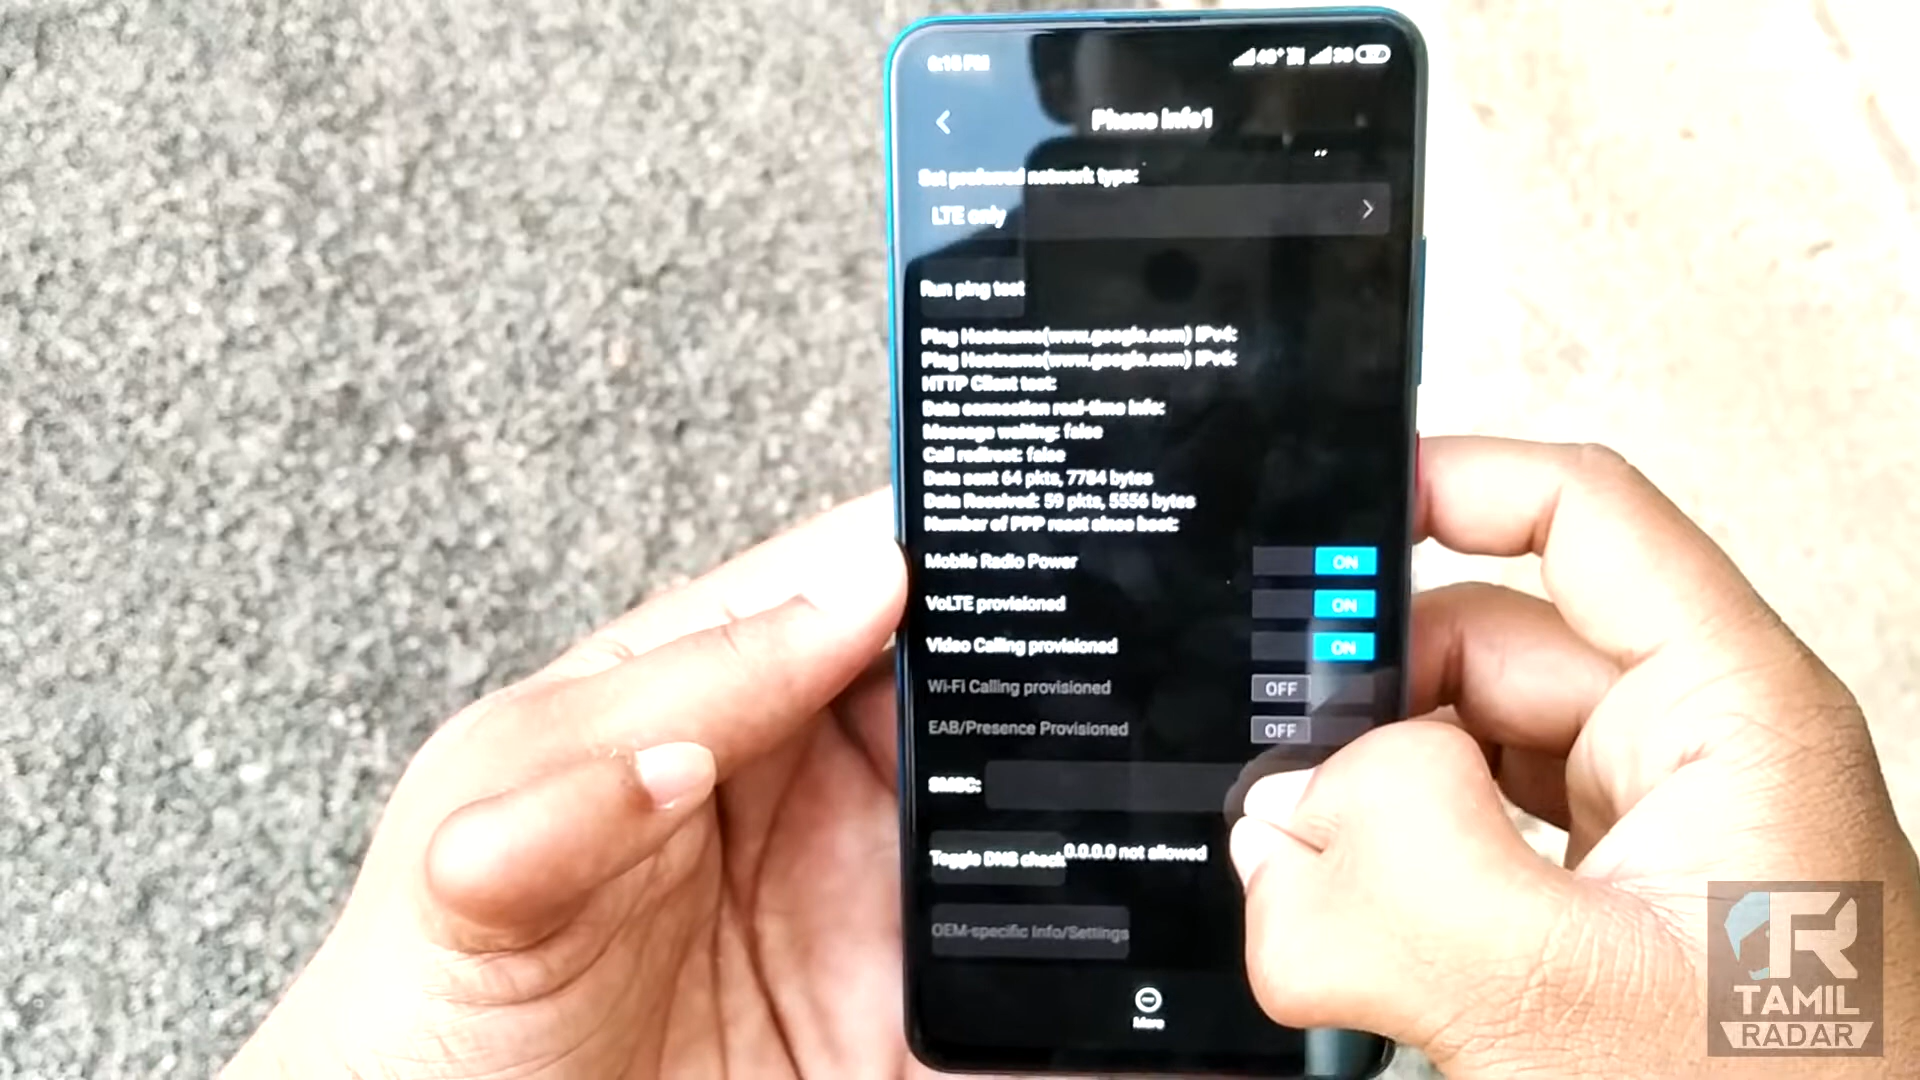 6:15 PM
Phone info1
Set preferred network type:
LTE only
Run ping test
Ping Hostname(www.google.com) IPv4:
Ping Hostname(www.google.com) IPv6:
HTTP Client test:
Data connection real-time info:
Message waiting: false
Call redirect: false
Data sent 64 pkts, 7784 bytes
Data Received: 59 pkts, 5556 bytes
Number of PPP reset since boot:
Mobile Radio Power ON
VoLTE provisioned ON
Video Calling provisioned ON
Wi-Fi Calling provisioned OFF
EAB/Presence Provisioned OFF
SMSC:
Toggle DNS check 0.0.0.0 not allowed
OEM-specific Info/Settings
More
TR
TAMIL
RADAR